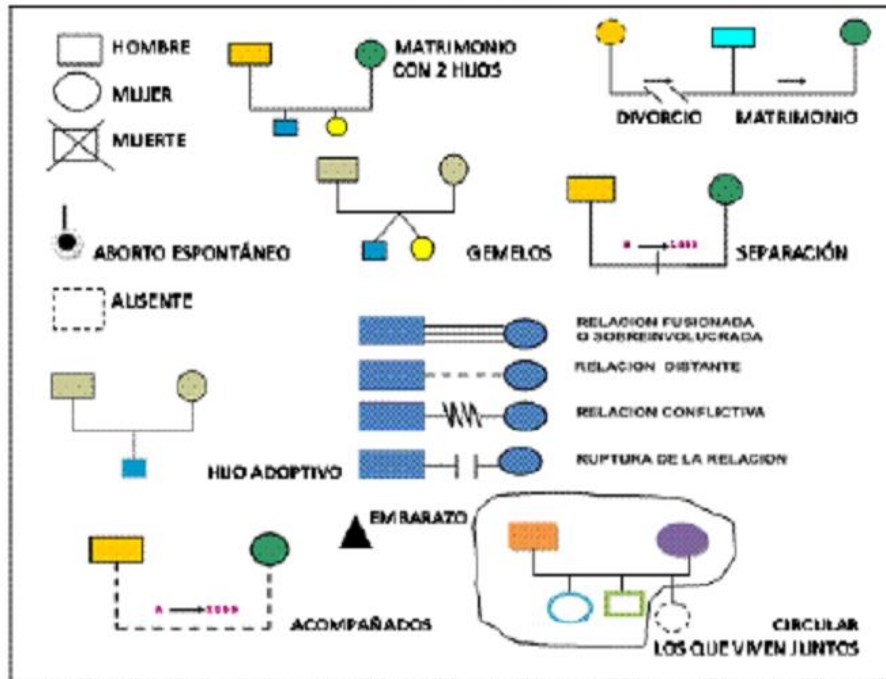 HOMBRE
MUJER
MUERTE
ABORTO ESPONTÁNEO
AUSENTE
MATRIMONIO
CON 2 HIJOS
DIVORCIO
MATRIMONIO
GEMELOS
SEPARACIÓN
RELACION FUSIONADA
O SOBREINVOLUCRADA
RELACION DISTANTE
RELACION CONFLICTIVA
RUPTURA DE LA RELACION
HIJO ADOPTIVO
EMBARAZO
ACOMPAÑADOS
CIRCULAR
LOS QUE VIVEN JUNTOS